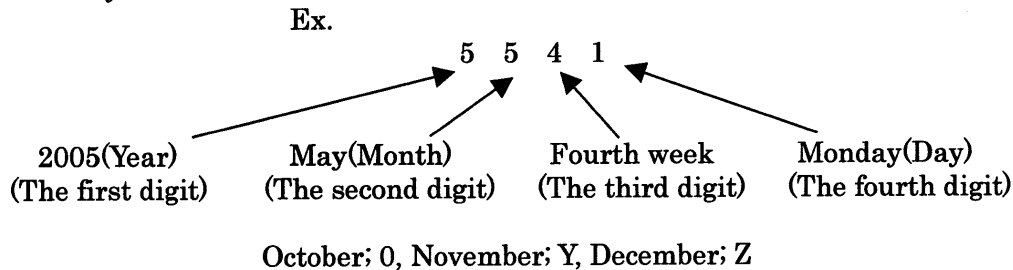 Ex.
5 5 4 1
2005(Year) May(Month) Fourth week Monday(Day)
(The first digit) (The second digit) (The third digit) (The fourth digit)
October; 0, November; Y, December; Z